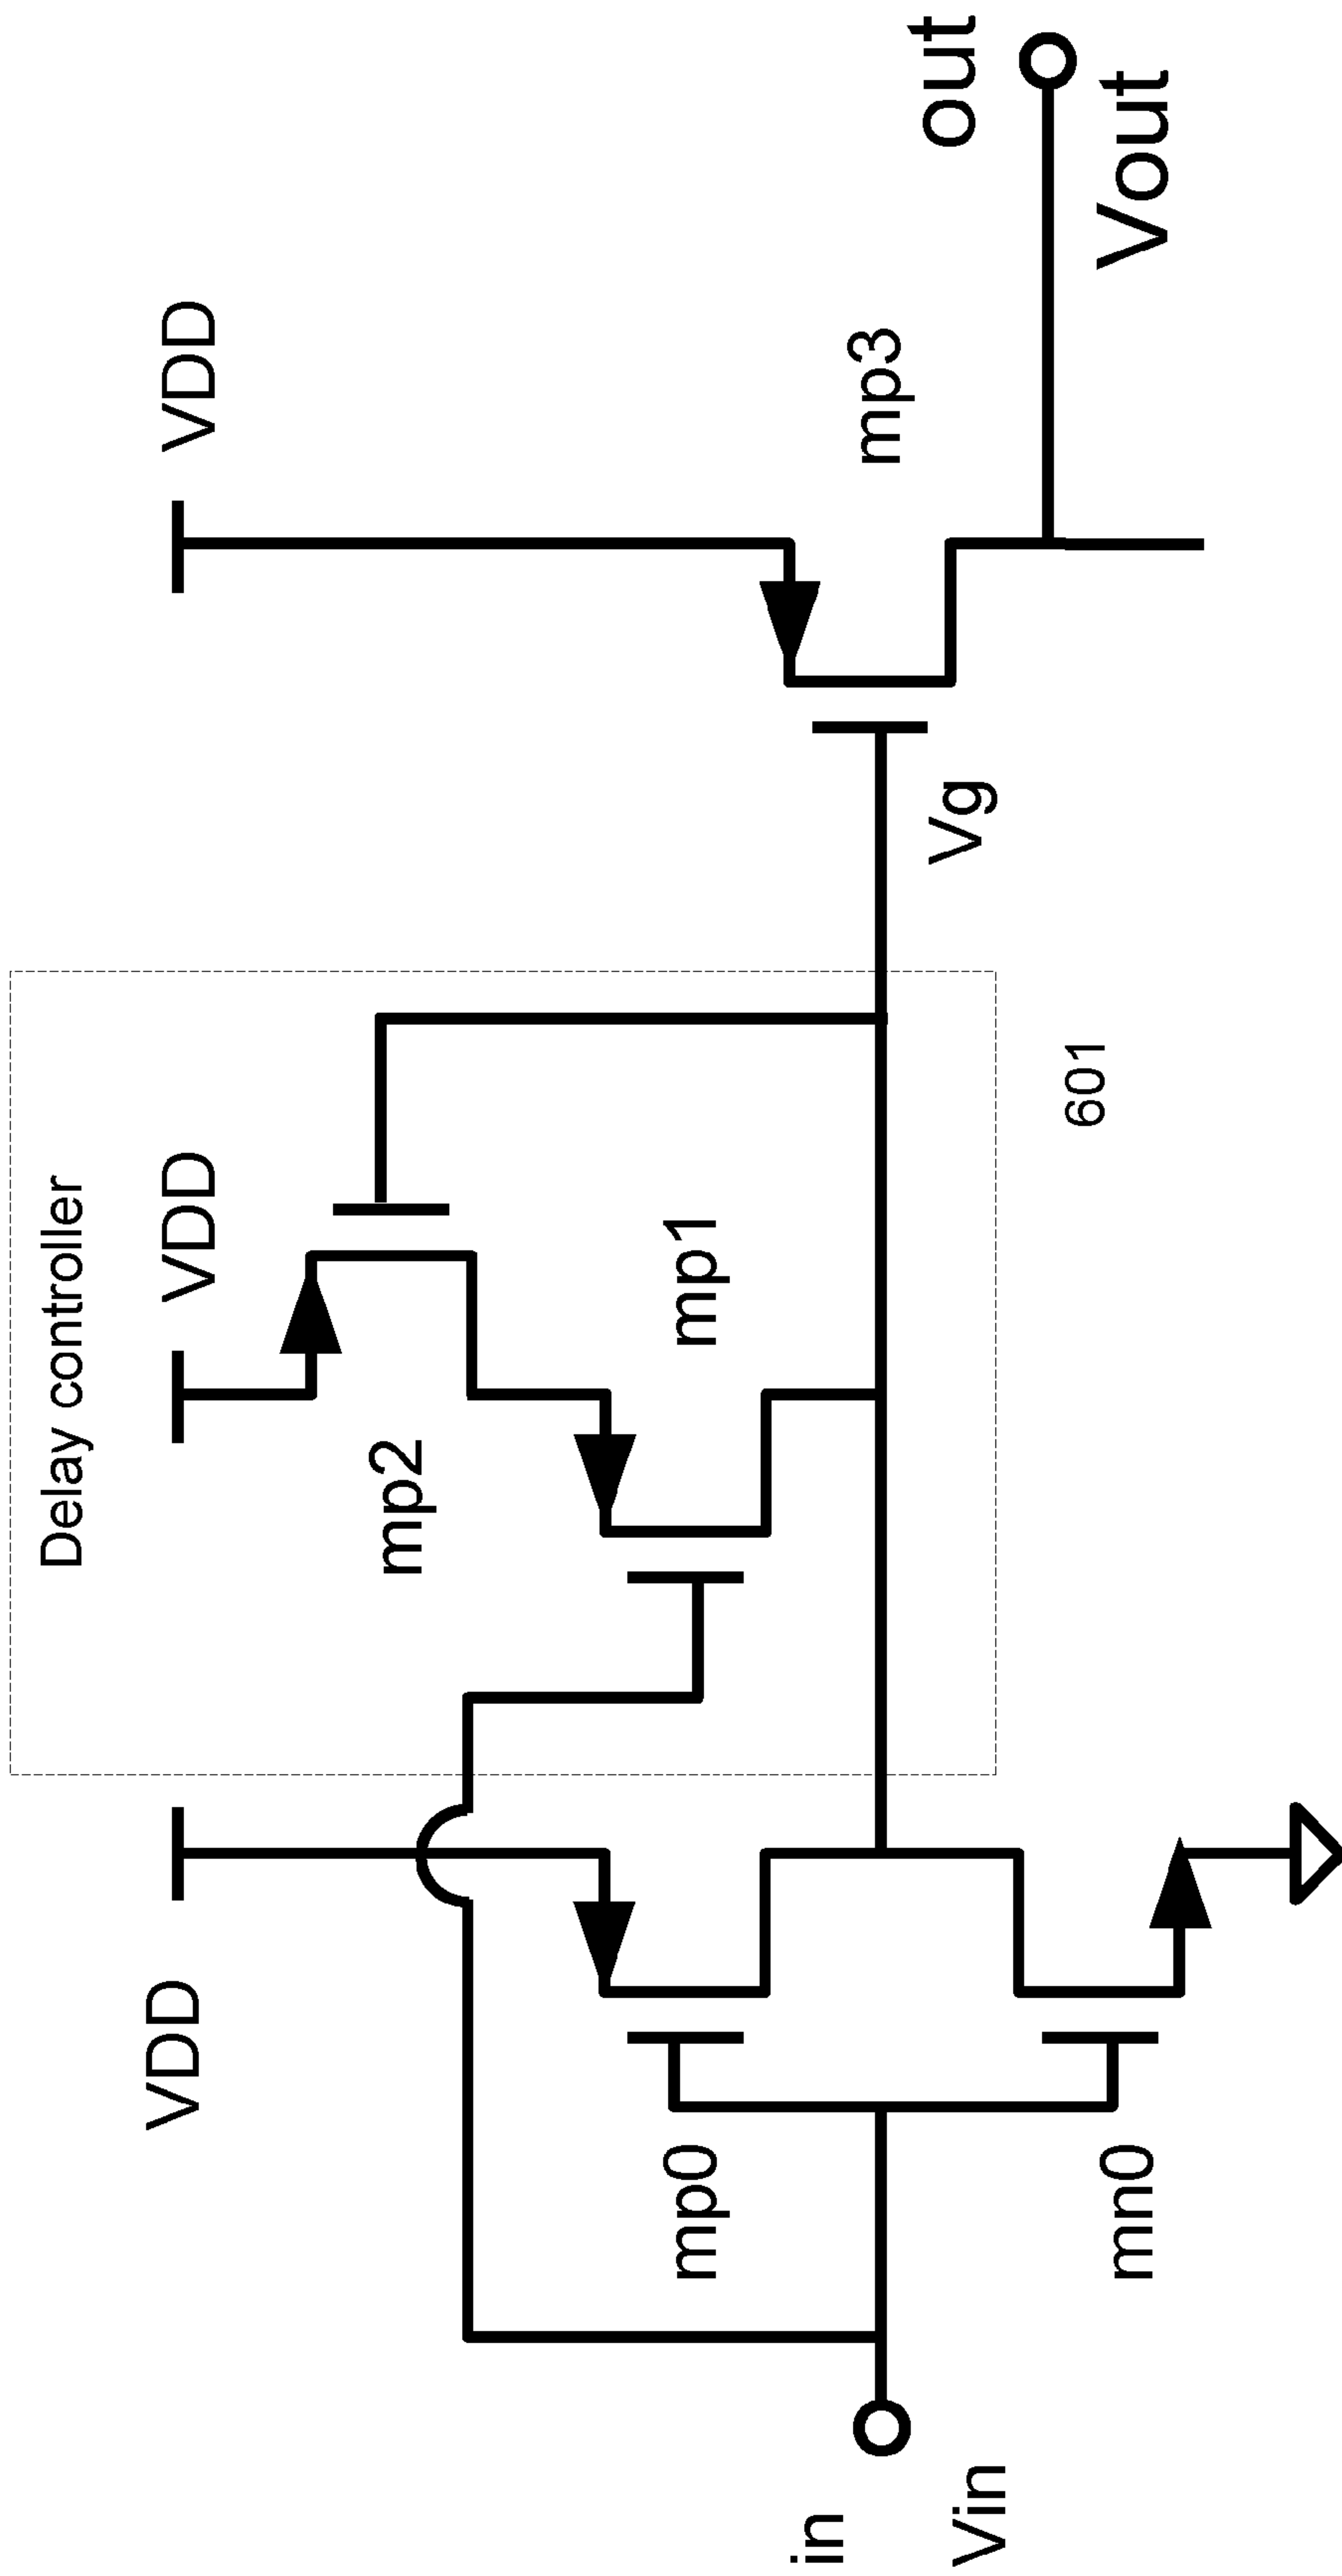 Delay controller
VDD
VDD
VDD
mp2
mp1
mp3
mp0
mn0
Vg
out
Vout
in
Vin
601